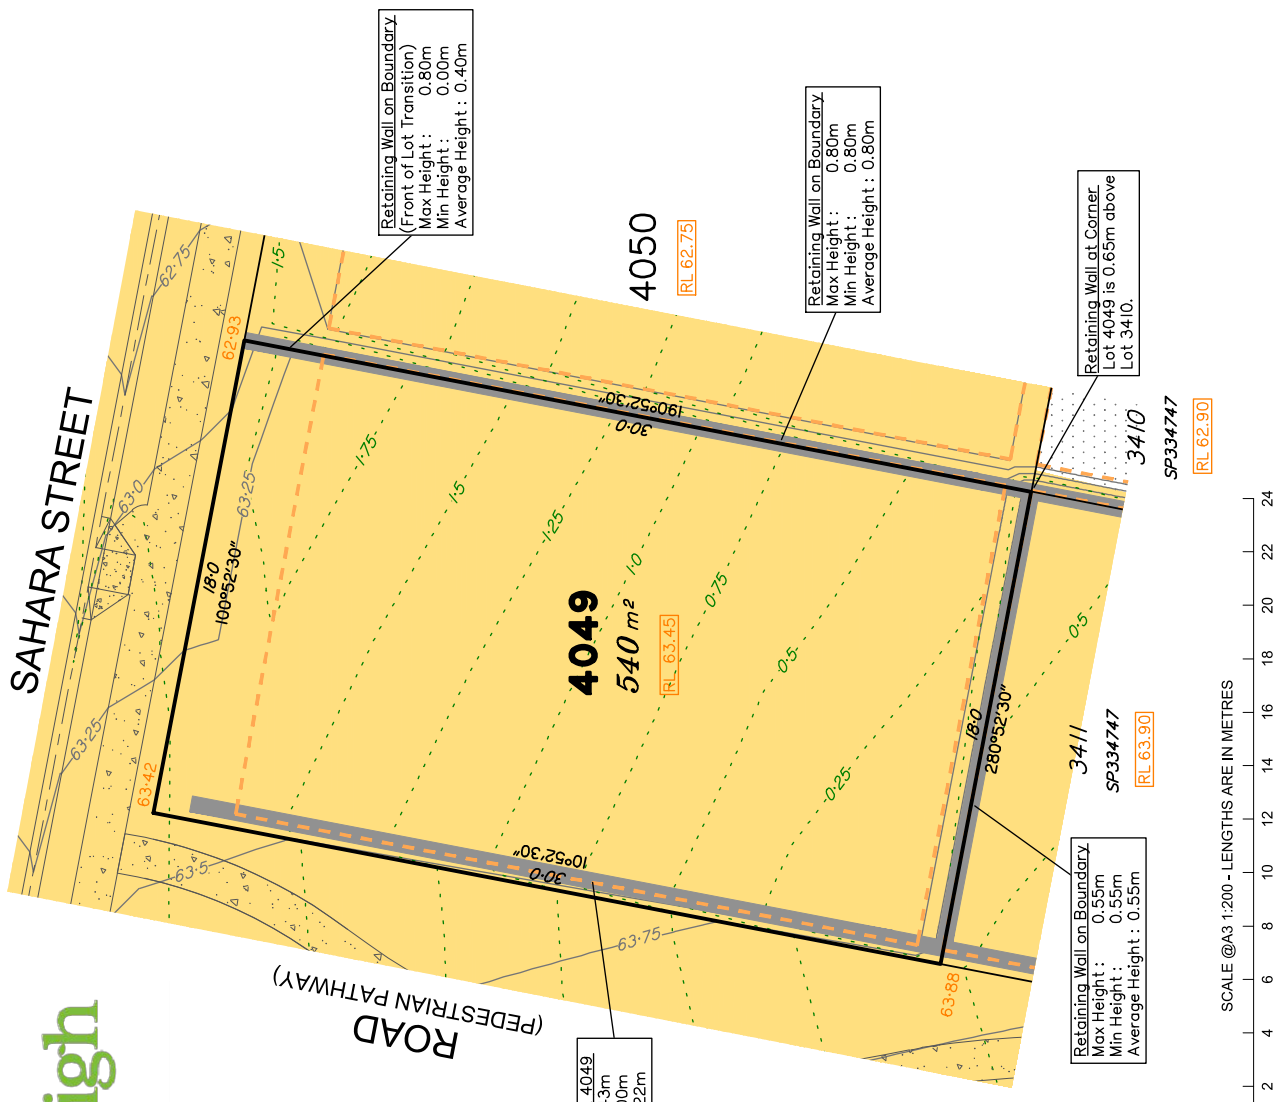 SAHARA STREET
62·75
63·0
63·25
63·25
62·93
63·42
63·5
63·75
63·88
18·0
100°52'30"
190°52'30"
30·0
10°52'30"
30·0
18·0
280°52'30"
1·5
1·75
1·5
1·25
1·0
0·75
0·5
0·25
0·5
4049
540 m²
RL 63.45
4050
RL 62.75
3410
SP334747
RL 62.90
3411
SP334747
RL 63.90
ROAD
(PEDESTRIAN PATHWAY)
Retaining Wall on Boundary
(Front of Lot Transition)
Max Height : 0.80m
Min Height : 0.00m
Average Height : 0.40m
Retaining Wall on Boundary
Max Height : 0.80m
Min Height : 0.80m
Average Height : 0.80m
Retaining Wall at Corner
Lot 4049 is 0.65m above
Lot 3410.
Retaining Wall on Boundary
Max Height : 0.55m
Min Height : 0.55m
Average Height : 0.55m
4049
3m
00m
22m
igh
SCALE @A3 1:200 - LENGTHS ARE IN METRES
2 4 6 8 10 12 14 16 18 20 22 24